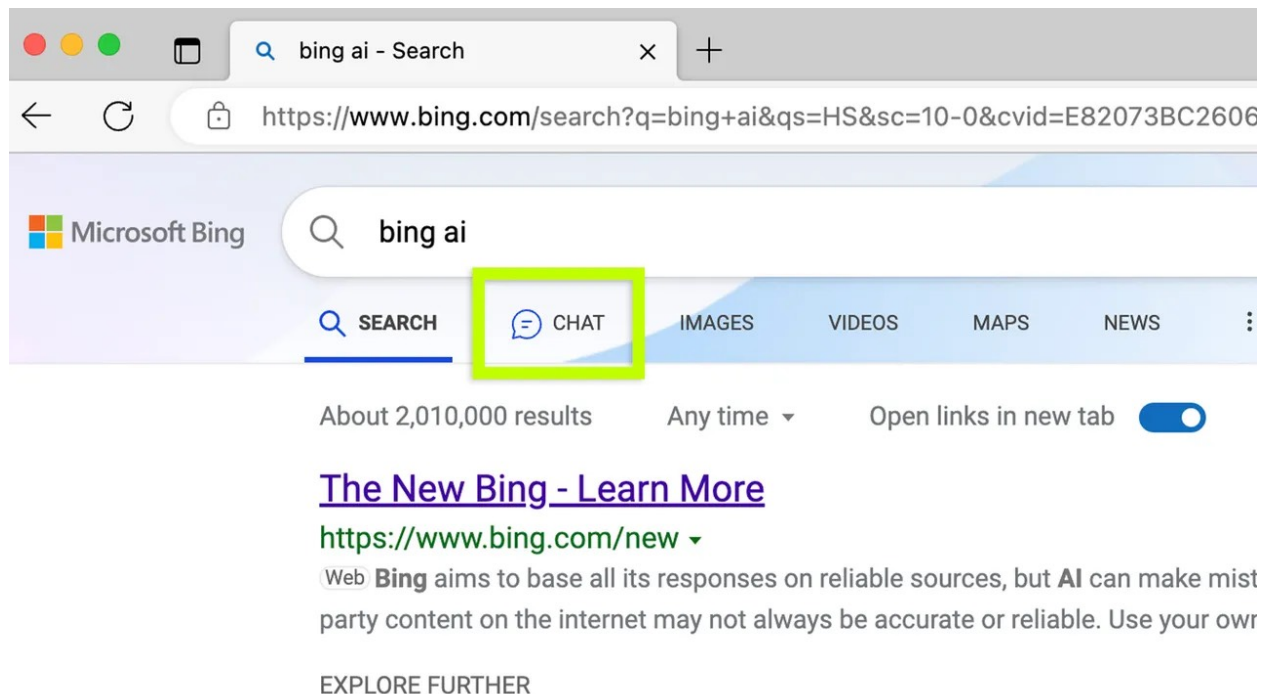 bing ai - Search
https://www.bing.com/search?q=bing+ai&qs=HS&sc=10-0&cvid=E82073BC2606
Microsoft Bing
bing ai
SEARCH CHAT IMAGES VIDEOS MAPS NEWS
About 2,010,000 results Any time Open links in new tab
The New Bing - Learn More
https://www.bing.com/new
Web Bing aims to base all its responses on reliable sources, but AI can make mist
party content on the internet may not always be accurate or reliable. Use your own
EXPLORE FURTHER